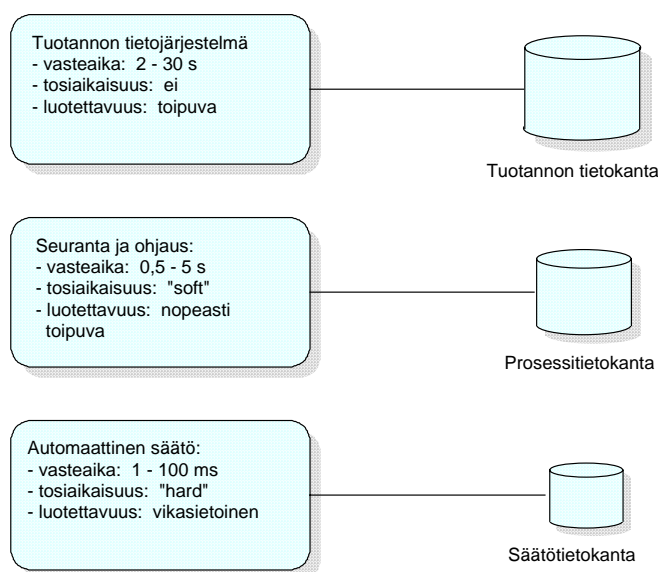 Tuotannon tietojärjestelmä
- vasteaika: 2 - 30 s
- tosiaikaisuus: ei
- luotettavuus: toipuva
Tuotannon tietokanta
Seuranta ja ohjaus:
- vasteaika: 0,5 - 5 s
- tosiaikaisuus: "soft"
- luotettavuus: nopeasti
toipuva
Prosessitietokanta
Automaattinen säätö:
- vasteaika: 1 - 100 ms
- tosiaikaisuus: "hard"
- luotettavuus: vikasietoinen
Säätötietokanta